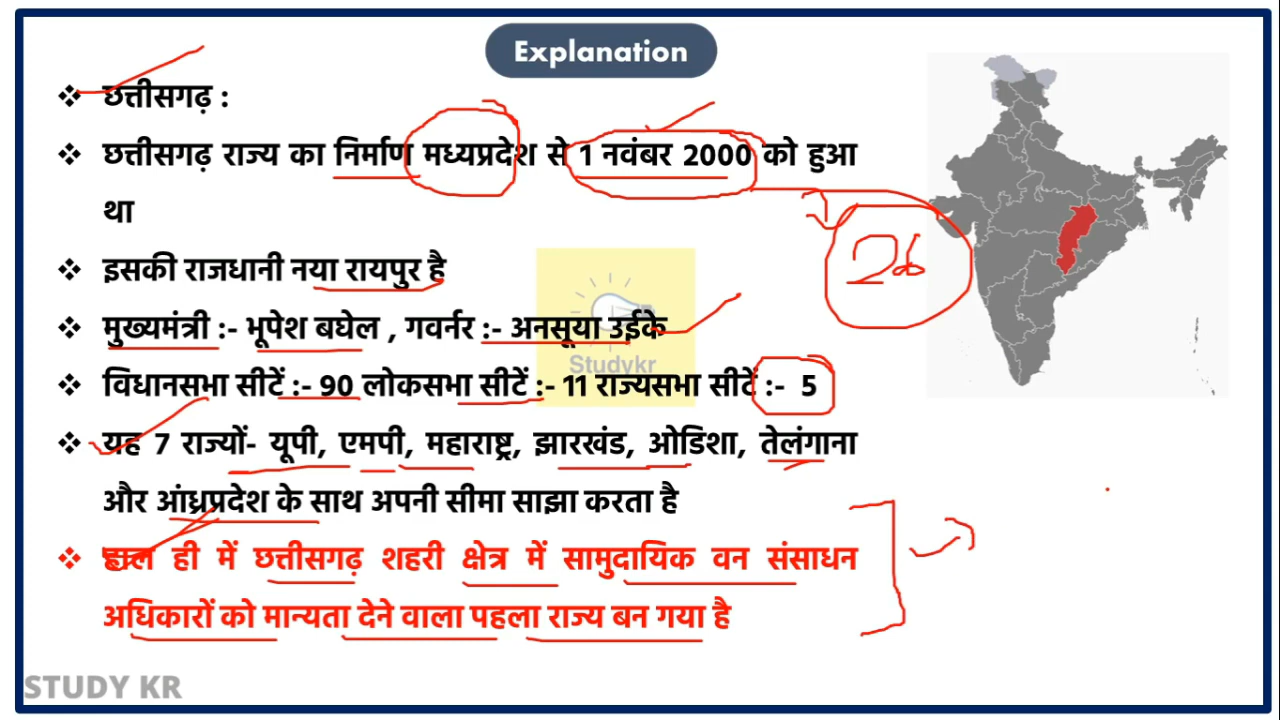 Explanation
❖ छत्तीसगढ़ :
❖ छत्तीसगढ़ राज्य का निर्माण मध्यप्रदेश से 1 नवंबर 2000 को हुआ
था
26
❖ इसकी राजधानी नया रायपुर है
❖ मुख्यमंत्री :- भूपेश बघेल , गवर्नर :- अनसूया उईके
Studykr
❖ विधानसभा सीटें :- 90 लोकसभा सीटें :- 11 राज्यसभा सीटें :- 5
❖ यह 7 राज्यों- यूपी, एमपी, महाराष्ट्र, झारखंड, ओडिशा, तेलंगाना
और आंध्रप्रदेश के साथ अपनी सीमा साझा करता है
❖ हाल ही में छत्तीसगढ़ शहरी क्षेत्र में सामुदायिक वन संसाधन
अधिकारों को मान्यता देने वाला पहला राज्य बन गया है
STUDY KR